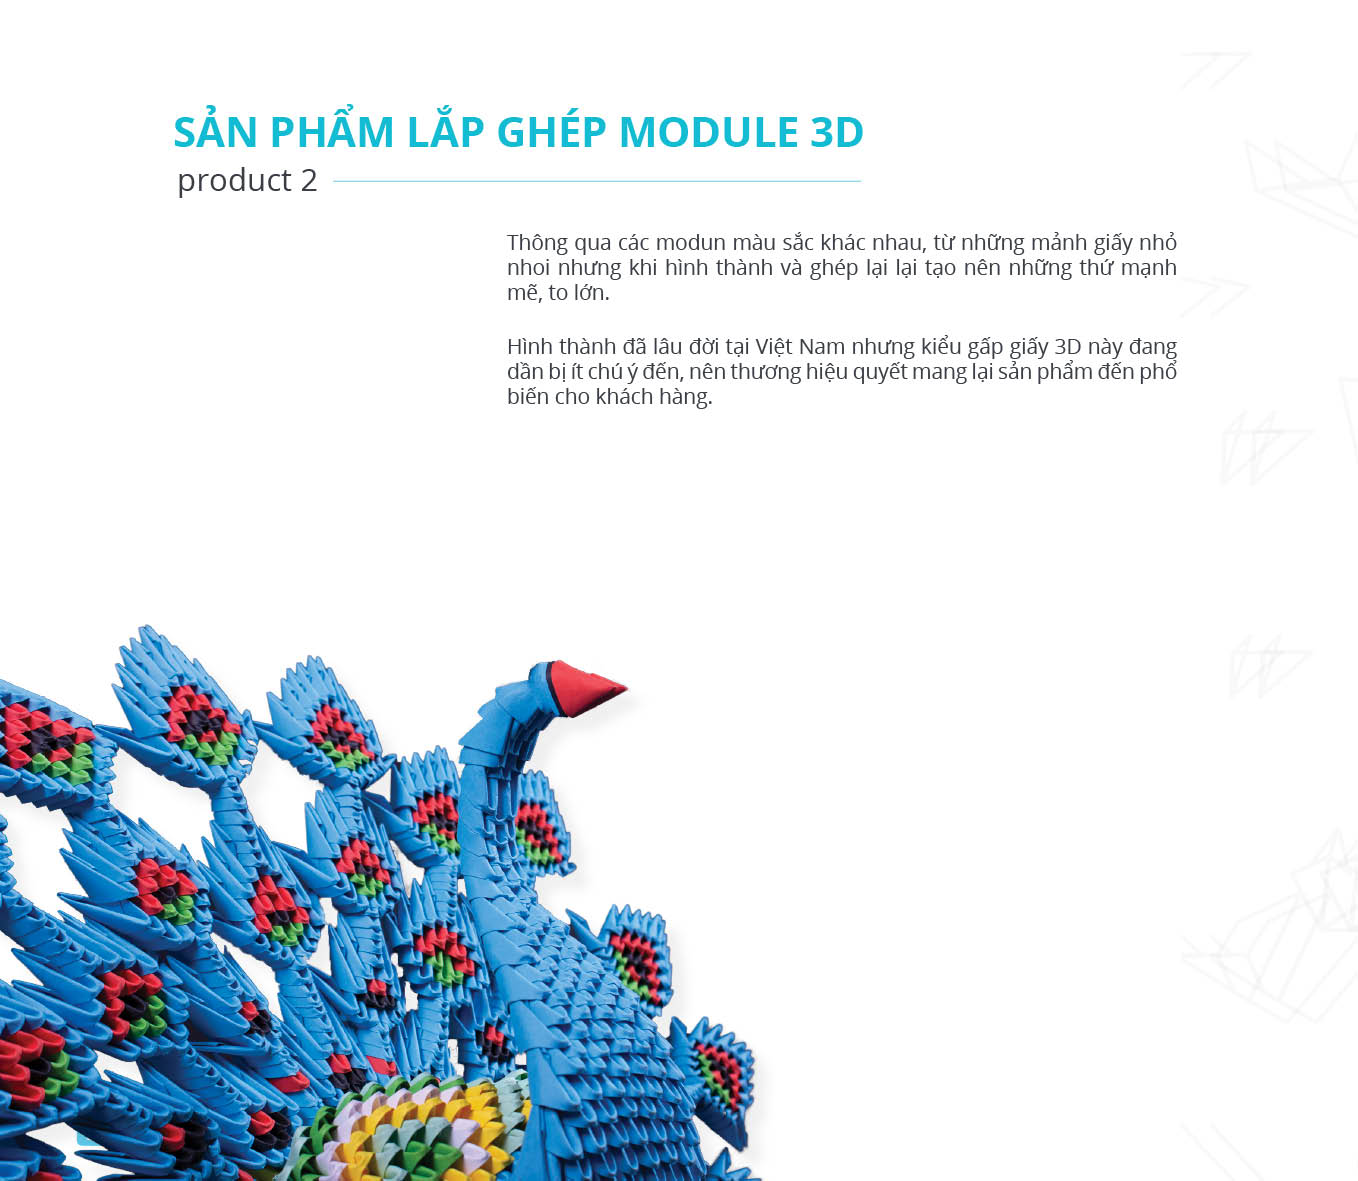 SẢN PHẨM LẮP GHÉP MODULE 3D
product 2
Thông qua các modun màu sắc khác nhau, từ những mảnh giấy nhỏ
nhoi nhưng khi hình thành và ghép lại lại tạo nên những thứ mạnh
mẽ, to lớn.
Hình thành đã lâu đời tại Việt Nam nhưng kiểu gấp giấy 3D này đang
dần bị ít chú ý đến, nên thương hiệu quyết mang lại sản phẩm đến phổ
biến cho khách hàng.